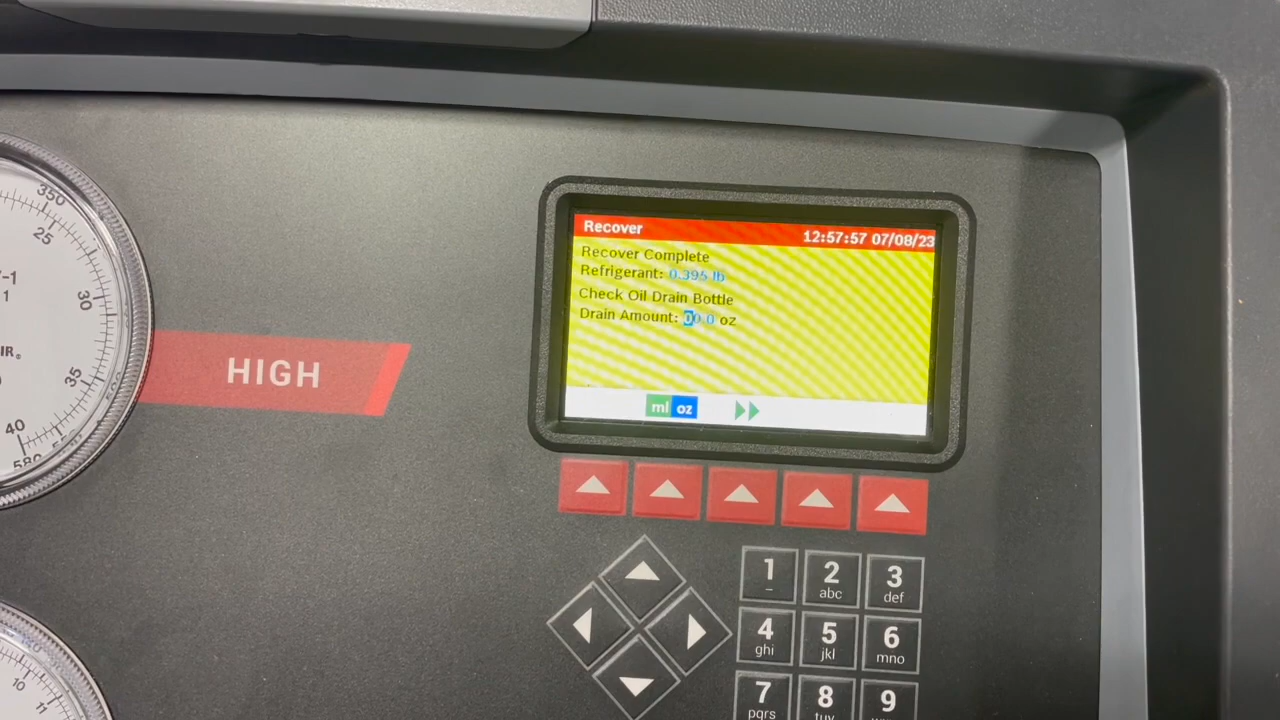 Recover 12:57:57 07/08/23
Recover Complete
Refrigerant: 0.395 lb
Check Oil Drain Bottle
Drain Amount: 00.0 oz
ml oz
HIGH
350
25
30
35
40
580
10
11
1
2 abc
3 def
4 ghi
5 jkl
6 mno
7 pqrs
8 tuv
9